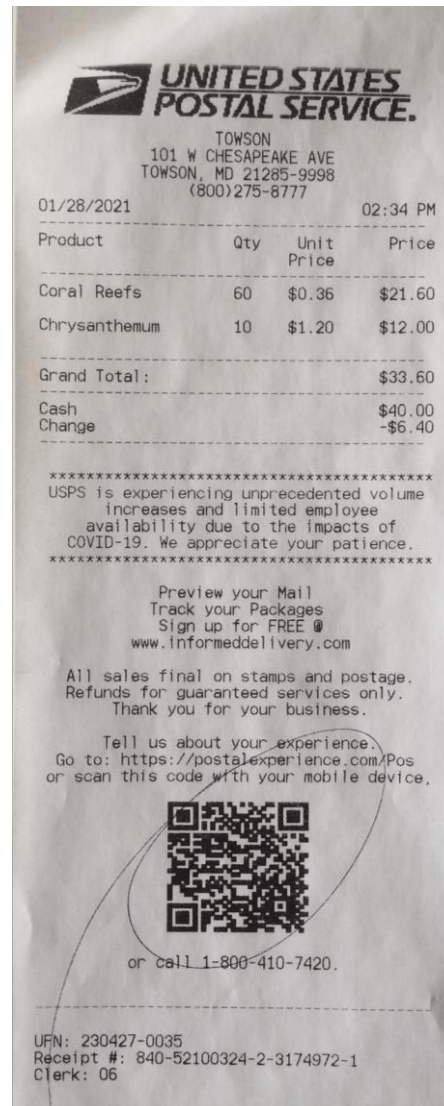 UNITED STATES
POSTAL SERVICE.
TOWSON
101 W CHESAPEAKE AVE
TOWSON, MD 21285-9998
(800)275-8777
01/28/2021 02:34 PM
Product Qty Unit Price
Price
Coral Reefs 60 $0.36 $21.60
Chrysanthemum 10 $1.20 $12.00
Grand Total: $33.60
Cash $40.00
Change -$6.40
******************************************
USPS is experiencing unprecedented volume
increases and limited employee
availability due to the impacts of
COVID-19. We appreciate your patience.
******************************************
Preview your Mail
Track your Packages
Sign up for FREE @
www.informeddelivery.com
All sales final on stamps and postage.
Refunds for guaranteed services only.
Thank you for your business.
Tell us about your experience.
Go to: https://postalexperience.com/Pos
or scan this code with your mobile device,
or call 1-800-410-7420.
UFN: 230427-0035
Receipt #: 840-52100324-2-3174972-1
Clerk: 06